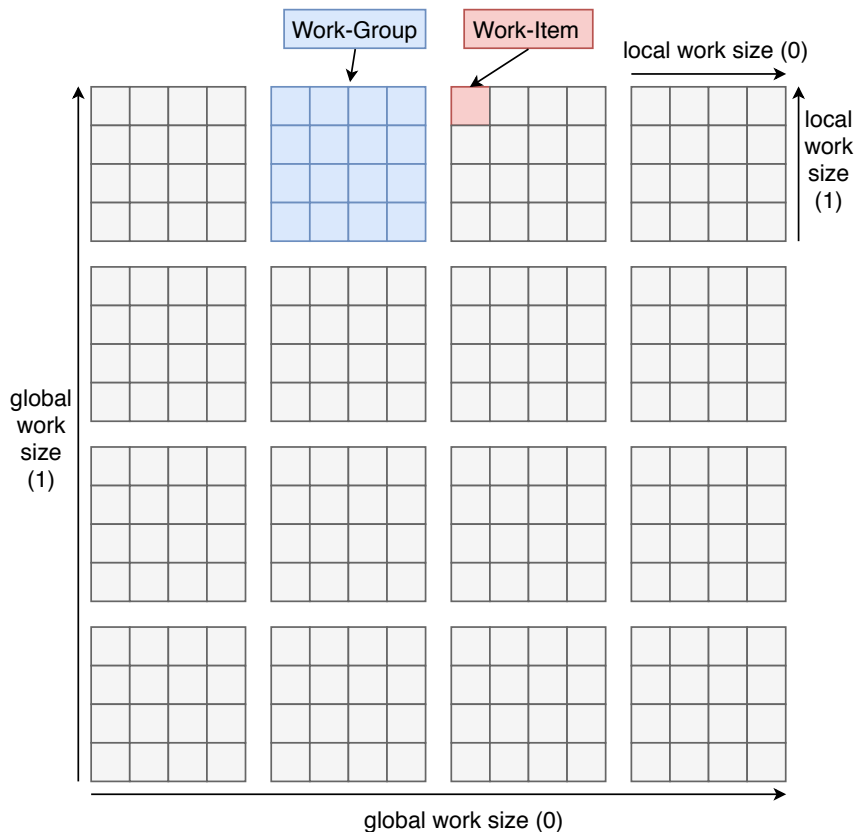 Work-Group
Work-Item
local work size (0)
local
work
size
(1)
global
work
size
(1)
global work size (0)